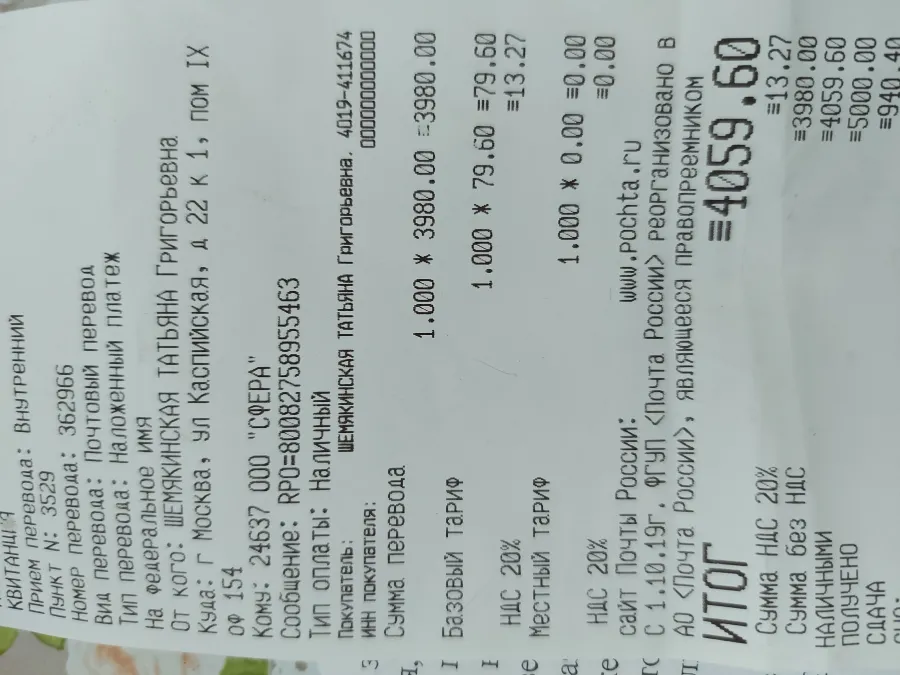 КВИТАНЦИЯ
Прием перевода: Внутренний
Пункт N: 3529
Номер перевода: 362966
Вид перевода: Почтовый перевод
Тип перевода: Наложенный платеж
На федеральное имя
От кого: ШЕМЯКИНСКАЯ ТАТЬЯНА ГРИГОРЬЕВНА
Куда: г Москва, ул Каспийская, д 22 к 1, пом IX
оф 154
Кому: 24637 ООО "СФЕРА"
Сообщение: RPO=80082758955463
Тип оплаты: Наличный
Покупатель: ШЕМЯКИНСКАЯ ТАТЬЯНА Григорьевна. 4019-411674
ИНН покупателя: 000000000000
Сумма перевода
1.000 * 3980.00 =3980.00
Базовый тариф
1.000 * 79.60 ≡79.60
НДС 20% ≡13.27
Местный тариф
1.000 * 0.00 ≡0.00
НДС 20% ≡0.00
сайт Почты России: www.pochta.ru
С 1.10.19г. ФГУП <Почта России> реорганизовано в
АО <Почта России>, являющееся правопреемником
ИТОГ ≡4059.60
Сумма НДС 20% ≡13.27
Сумма без НДС ≡3980.00
НАЛИЧНЫМИ ≡4059.60
ПОЛУЧЕНО ≡5000.00
СДАЧА ≡940.40